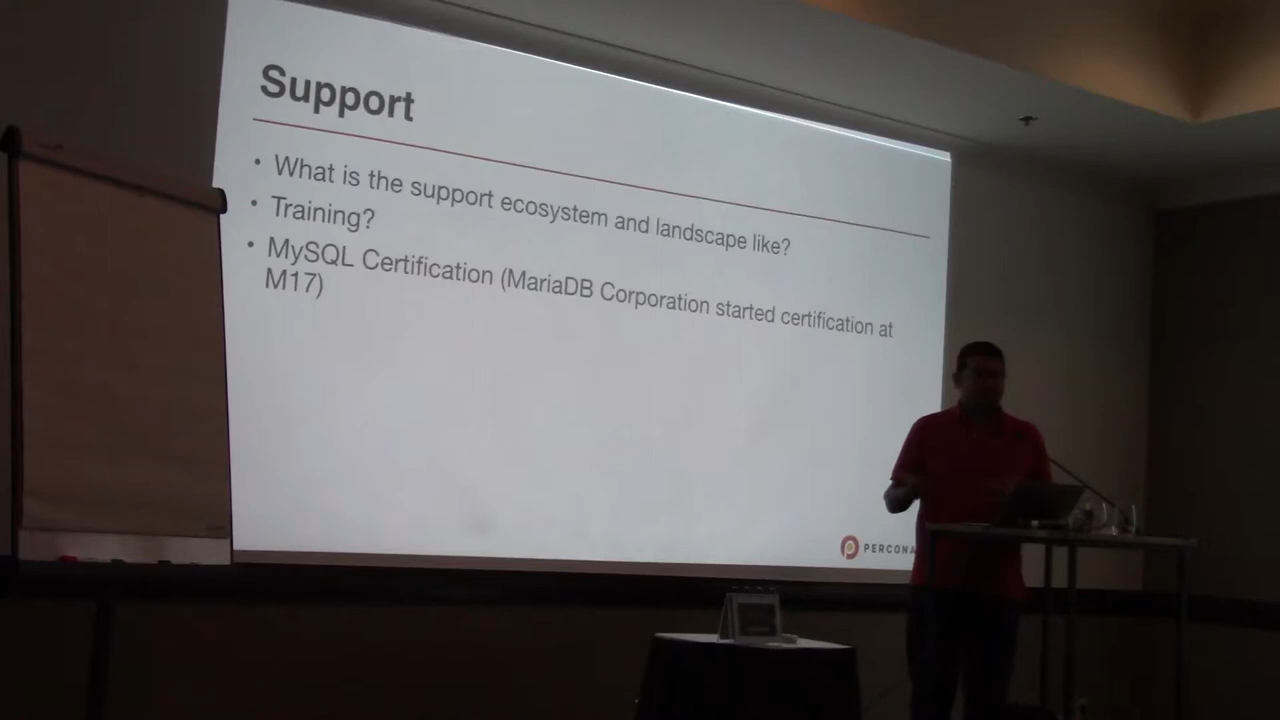 Support
• What is the support ecosystem and landscape like?
• Training?
• MySQL Certification (MariaDB Corporation started certification at
M17)
PERCONA